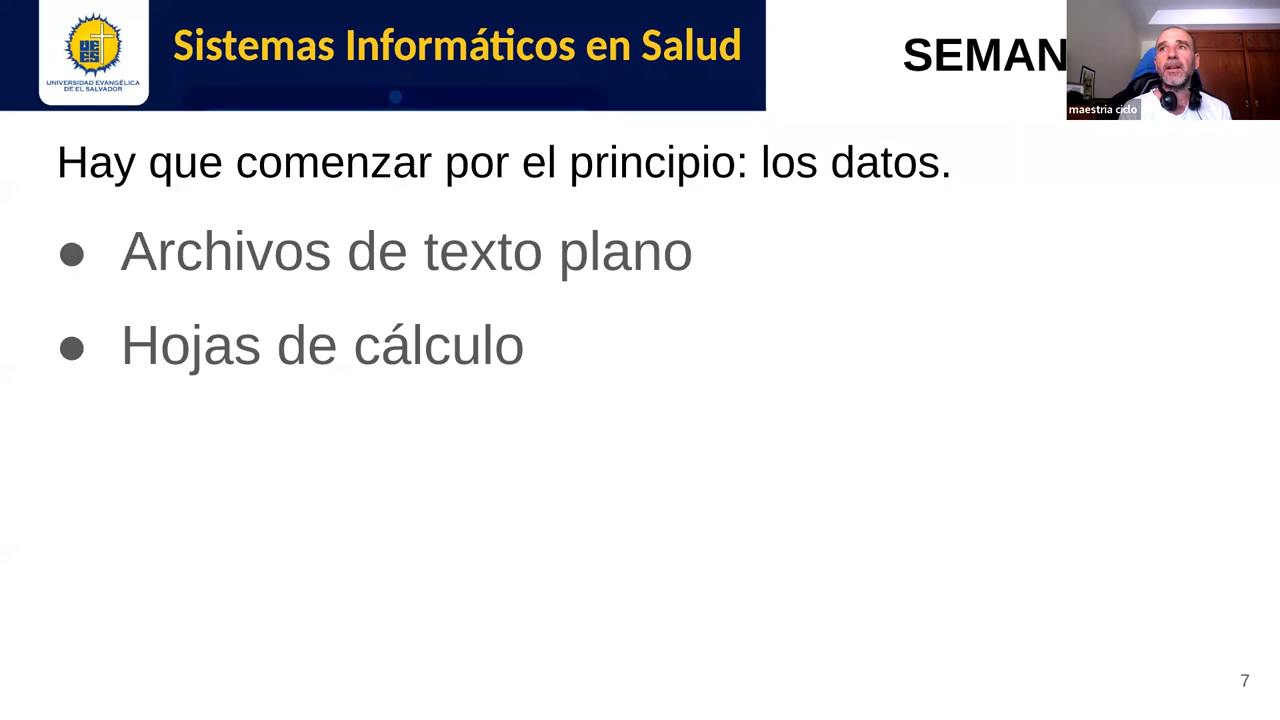 UNIVERSIDAD EVANGÉLICA
DE EL SALVADOR
Sistemas Informáticos en Salud
SEMAN
maestria ciclo
Hay que comenzar por el principio: los datos.
● Archivos de texto plano
● Hojas de cálculo
7